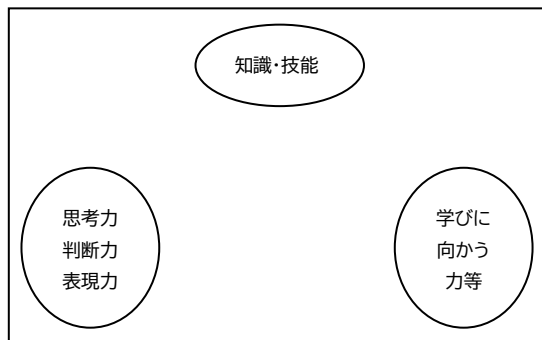 知識・技能
思考力
判断力
表現力
学びに
向かう
力等